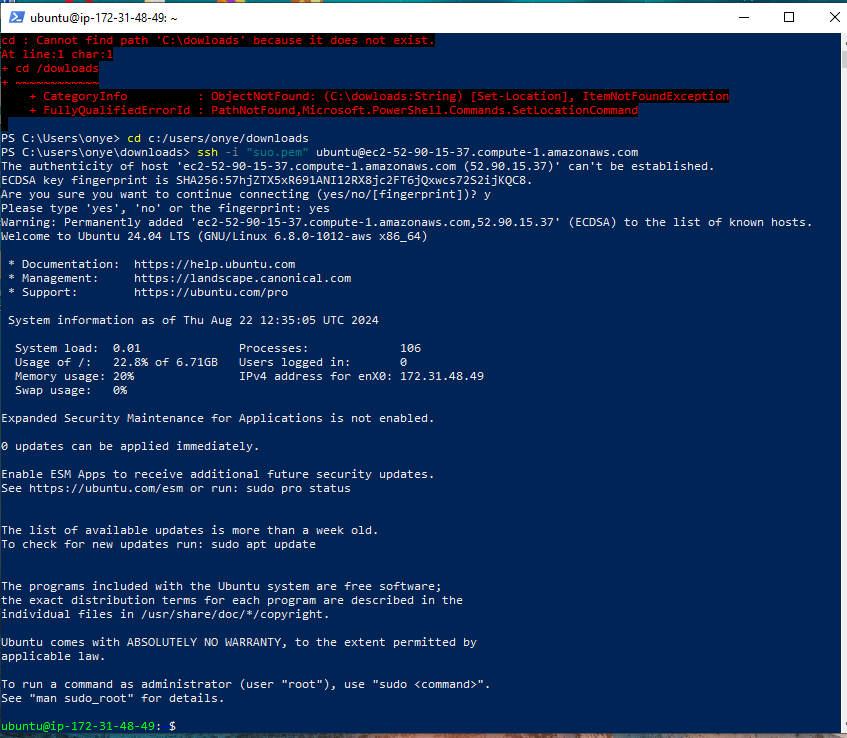 ubuntu@ip-172-31-48-49: ~
cd : Cannot find path 'C:\dowloads' because it does not exist.
At line:1 char:1
+ cd /dowloads
+ ~~~~~~~~~~~~
    + CategoryInfo          : ObjectNotFound: (C:\dowloads:String) [Set-Location], ItemNotFoundException
    + FullyQualifiedErrorId : PathNotFound,Microsoft.PowerShell.Commands.SetLocationCommand
PS C:\Users\onye> cd c:/users/onye/downloads
PS C:\users\onye\downloads> ssh -i "suo.pem" ubuntu@ec2-52-90-15-37.compute-1.amazonaws.com
The authenticity of host 'ec2-52-90-15-37.compute-1.amazonaws.com (52.90.15.37)' can't be established.
ECDSA key fingerprint is SHA256:57hjZTX5xR691ANI12RX8jc2FT6jQxwcs72S2ijKQC8.
Are you sure you want to continue connecting (yes/no/[fingerprint])? y
Please type 'yes', 'no' or the fingerprint: yes
Warning: Permanently added 'ec2-52-90-15-37.compute-1.amazonaws.com,52.90.15.37' (ECDSA) to the list of known hosts.
Welcome to Ubuntu 24.04 LTS (GNU/Linux 6.8.0-1012-aws x86_64)
 * Documentation:  https://help.ubuntu.com
 * Management:     https://landscape.canonical.com
 * Support:        https://ubuntu.com/pro
 System information as of Thu Aug 22 12:35:05 UTC 2024
  System load:  0.01              Processes:             106
  Usage of /:   22.8% of 6.71GB   Users logged in:       0
  Memory usage: 20%               IPv4 address for enX0: 172.31.48.49
  Swap usage:   0%
Expanded Security Maintenance for Applications is not enabled.
0 updates can be applied immediately.
Enable ESM Apps to receive additional future security updates.
See https://ubuntu.com/esm or run: sudo pro status
The list of available updates is more than a week old.
To check for new updates run: sudo apt update
The programs included with the Ubuntu system are free software;
the exact distribution terms for each program are described in the
individual files in /usr/share/doc/*/copyright.
Ubuntu comes with ABSOLUTELY NO WARRANTY, to the extent permitted by
applicable law.
To run a command as administrator (user "root"), use "sudo <command>".
See "man sudo_root" for details.
ubuntu@ip-172-31-48-49: $